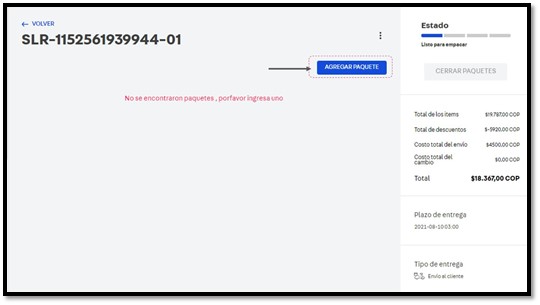 ← VOLVER
SLR-1152561939944-01
AGREGAR PAQUETE
No se encontraron paquetes , porfavor ingresa uno
Estado
Listo para empacar
CERRAR PAQUETES
Total de los items $19.787,00 COP
Total de descuentos $-5920,00 COP
Costo total del envío $4500,00 COP
Costo total del
cambio $0,00 COP
Total $18.367,00 COP
Plazo de entrega
2021-08-10 03:00
Tipo de entrega
Envío al cliente